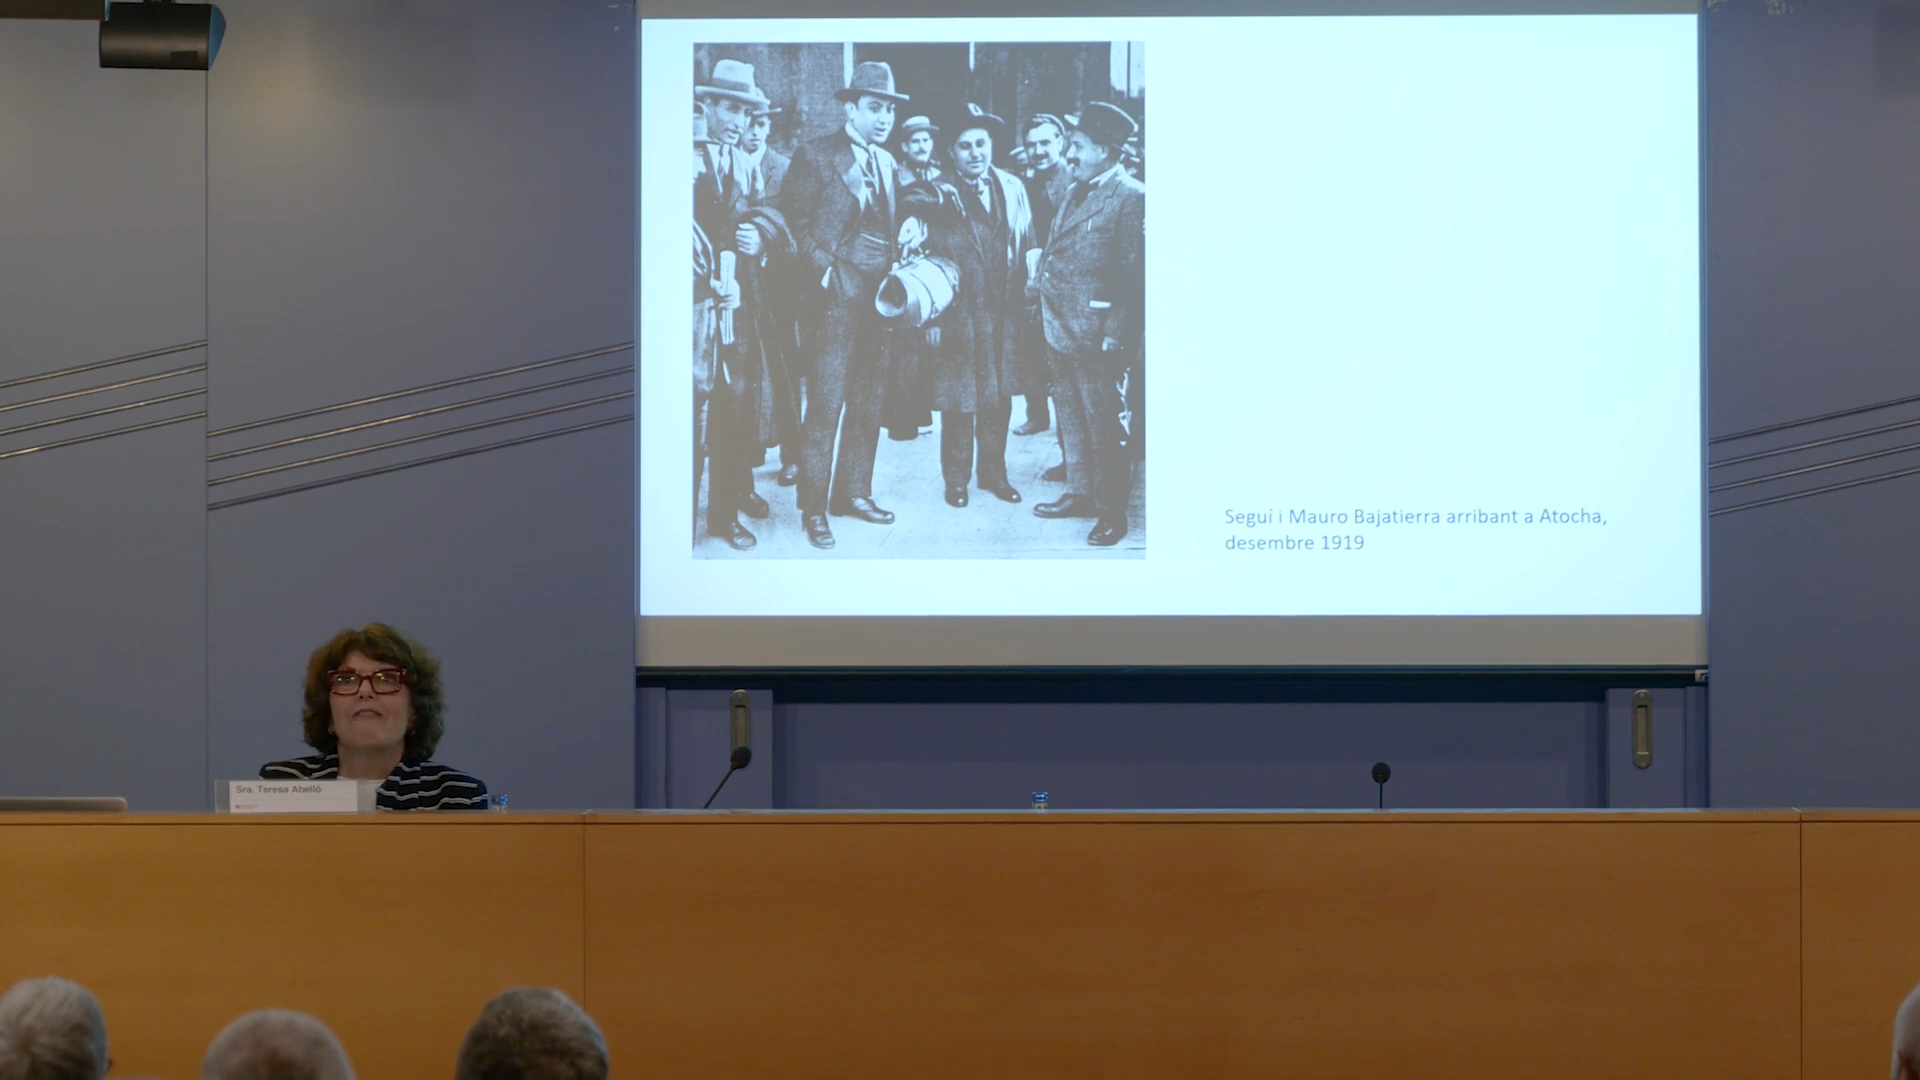 Seguí i Mauro Bajatierra arribant a Atocha,
desembre 1919
Sra. Teresa Abelló